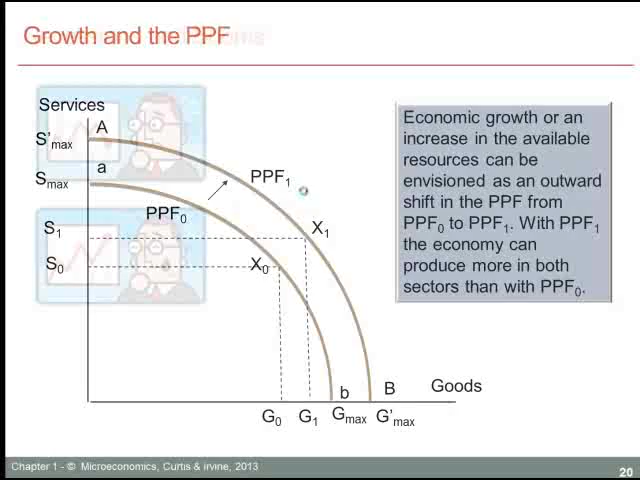 Growth and the PPF
Services
S'max
A
Smax
a
PPF1
PPF0
S1
X1
S0
X0
Economic growth or an
increase in the available
resources can be
envisioned as an outward
shift in the PPF from
PPF0 to PPF1. With PPF1
the economy can
produce more in both
sectors than with PPF0.
b
B
Goods
G0
G1
Gmax
G'max
Chapter 1 - © Microeconomics, Curtis & irvine, 2013
20